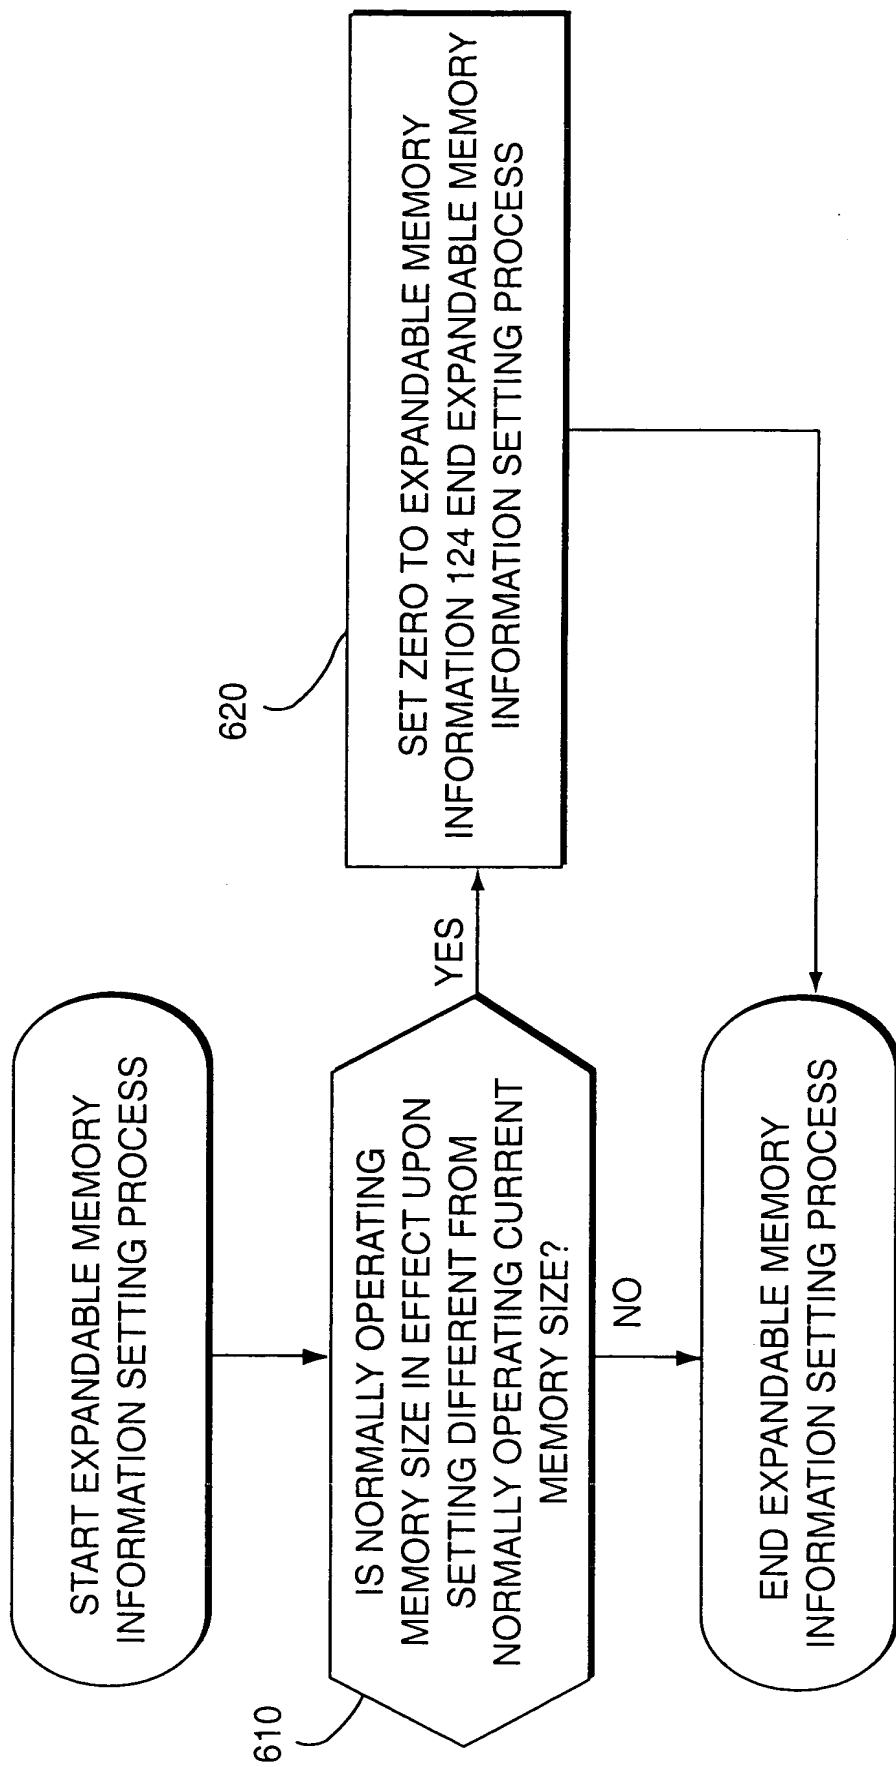 START EXPANDABLE MEMORY
INFORMATION SETTING PROCESS
610
IS NORMALLY OPERATING
MEMORY SIZE IN EFFECT UPON
SETTING DIFFERENT FROM
NORMALLY OPERATING CURRENT
MEMORY SIZE?
YES
620
SET ZERO TO EXPANDABLE MEMORY
INFORMATION 124 END EXPANDABLE MEMORY
INFORMATION SETTING PROCESS
NO
END EXPANDABLE MEMORY
INFORMATION SETTING PROCESS